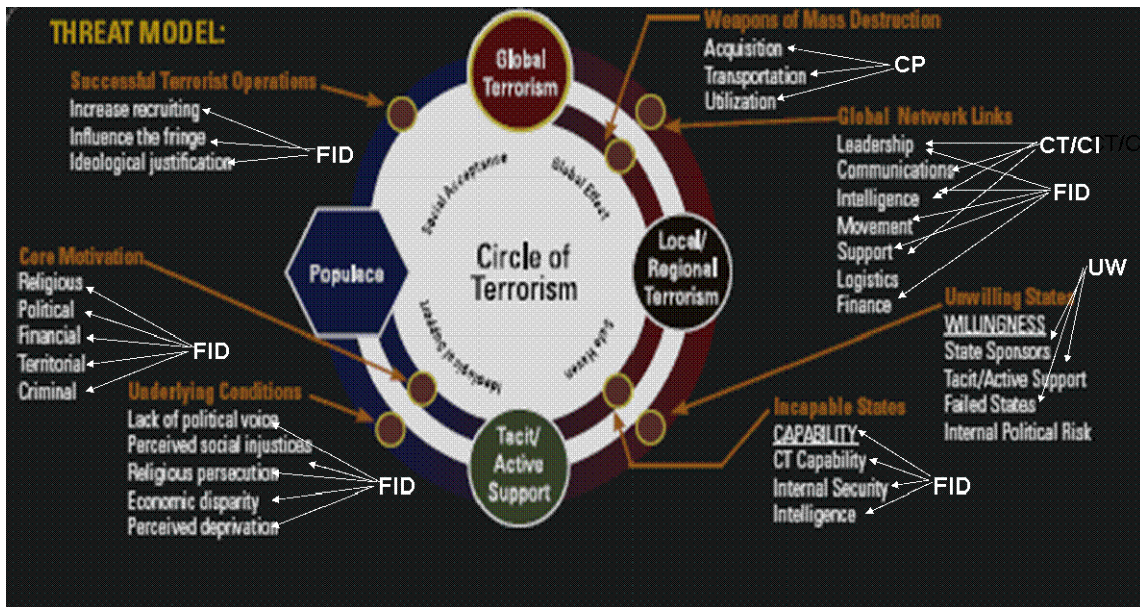 THREAT MODEL:
Successful Terrorist Operations
Increase recruiting
Influence the fringe
Ideological justification
FID
Core Motivation
Religious
Political
Financial
Territorial
Criminal
FID
Underlying Conditions
Lack of political voice
Perceived social injustices
Religious persecution
Economic disparity
Perceived deprivation
FID
Global
Terrorism
Populace
Local/
Regional
Terrorism
Tacit/
Active
Support
Circle of
Terrorism
Social Acceptance
Global Effect
Ideological Support
Safe Haven
Weapons of Mass Destruction
Acquisition
Transportation
Utilization
CP
Global Network Links
Leadership
Communications
Intelligence
Movement
Support
Logistics
Finance
CT/CI
FID
Unwilling States
WILLINGNESS
State Sponsors
Tacit/Active Support
Failed States
Internal Political Risk
UW
Incapable States
CAPABILITY
CT Capability
Internal Security
Intelligence
FID